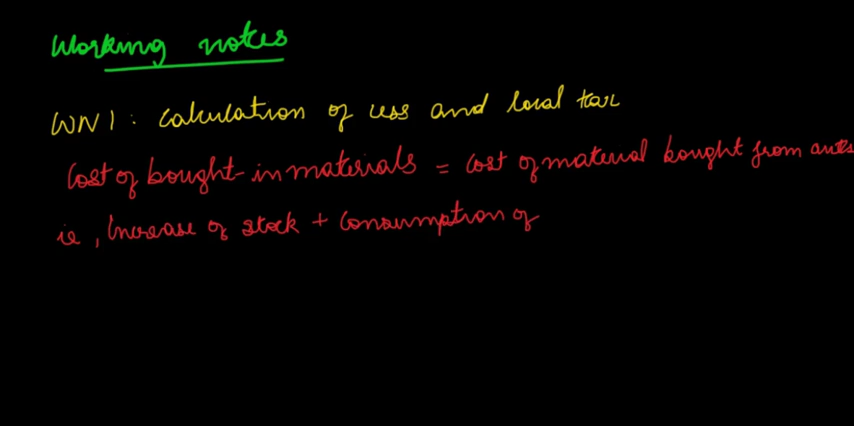 Working notes
WN1: Calculation of cess and local tax
Cost of bought-in materials = Cost of material bought from
ie, Increase of stock + Consumption of